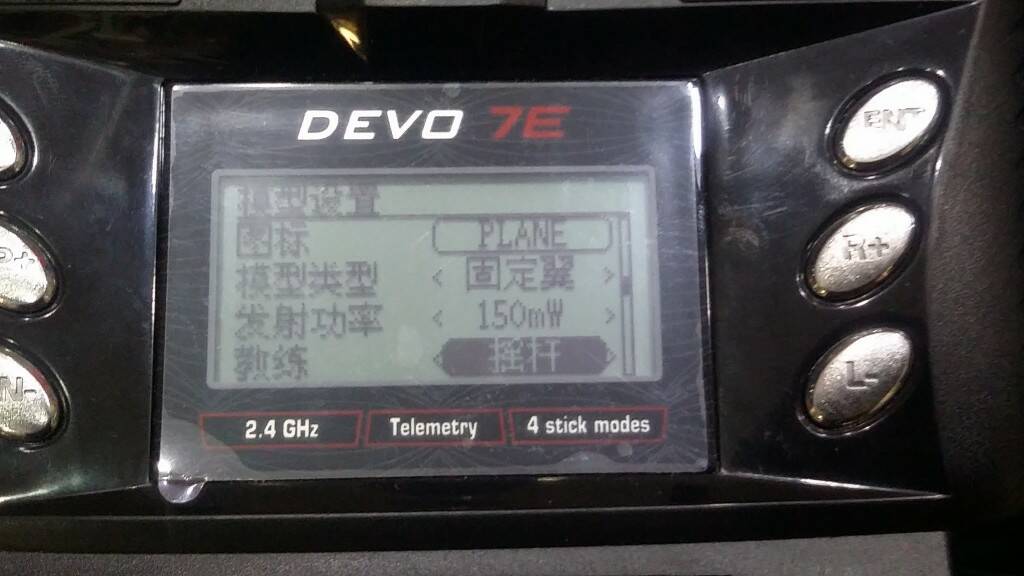 DEVO 7E
模型设置
图标 PLANE
模型类型 < 固定翼 >
发射功率 < 150mW >
教练 < 摇杆 >
2.4 GHz Telemetry 4 stick modes
ENT
R+
L-